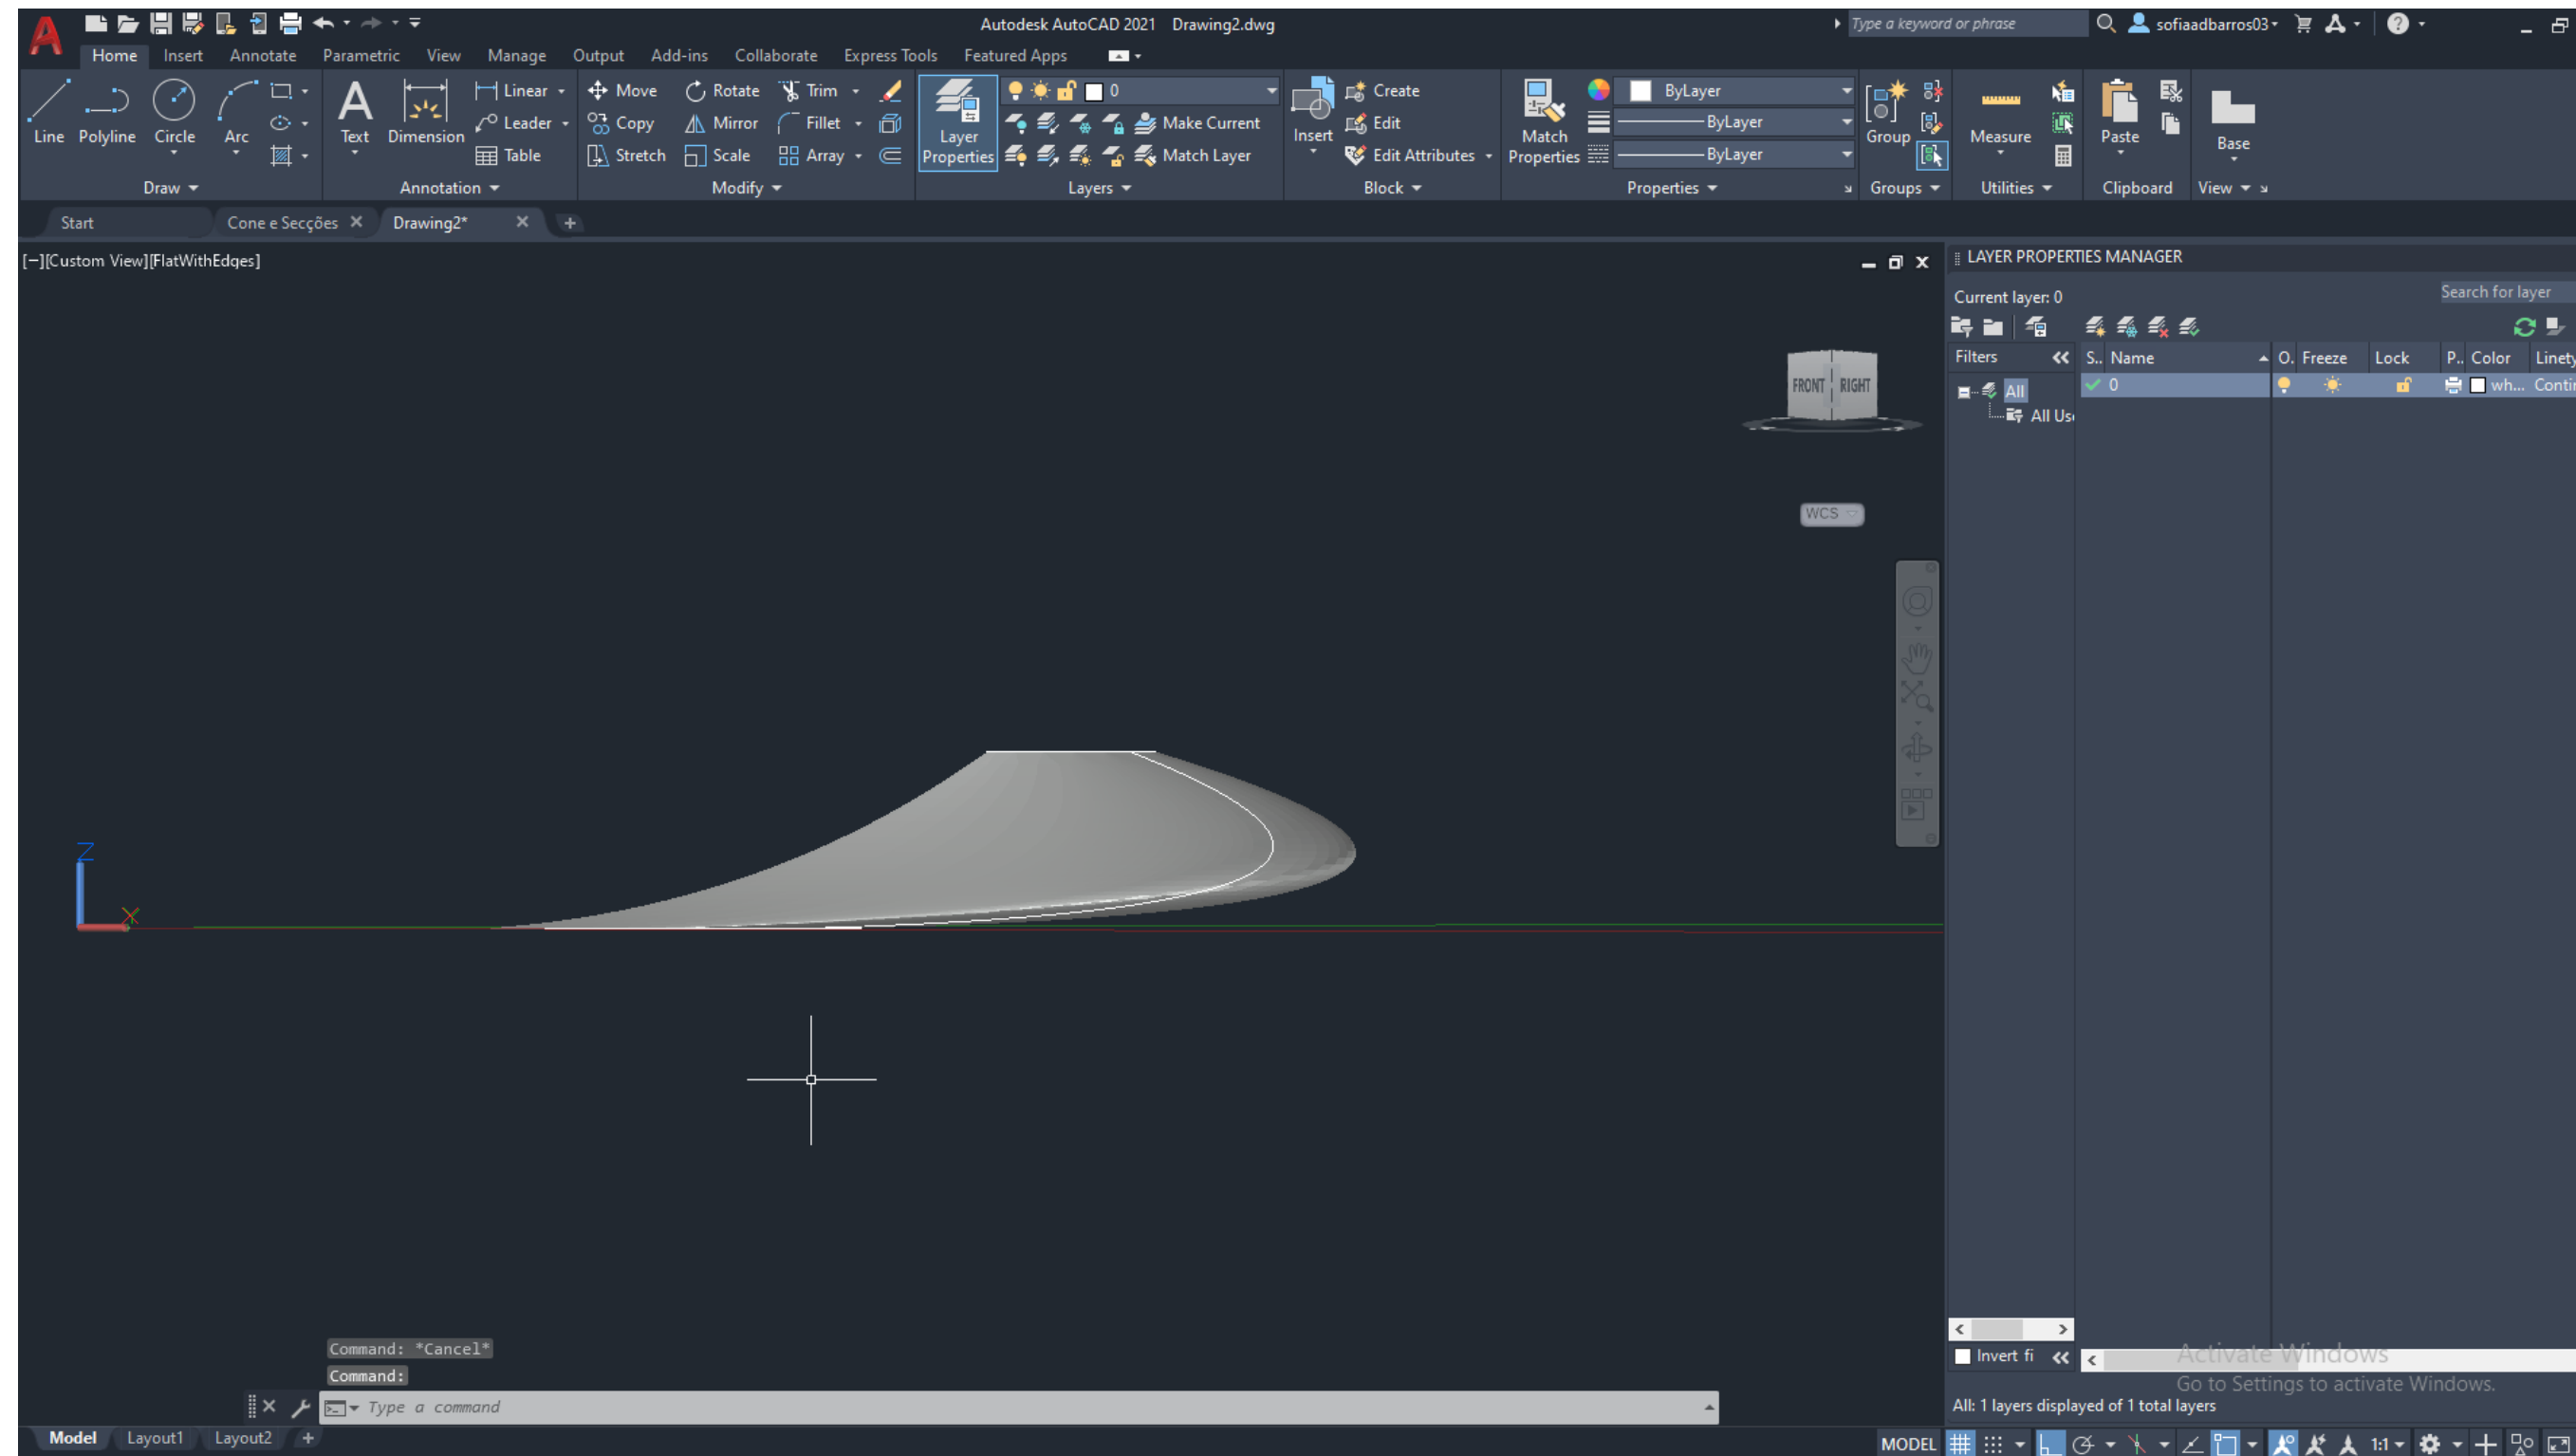 Autodesk AutoCAD 2021 Drawing2.dwg Type a keyword or phrase sofiaadbarros03
Home Insert Annotate Parametric View Manage Output Add-ins Collaborate Express Tools Featured Apps
Line Polyline Circle Arc
Draw
Text Dimension Linear
Leader
Table
Annotation
Move Rotate Trim
Copy Mirror Fillet
Stretch Scale Array
Modify
Layer Properties 0
Make Current
Match Layer
Layers
Insert Create
Edit
Edit Attributes
Block
Match Properties ByLayer
ByLayer
ByLayer
Properties
Group
Groups
Measure
Utilities
Paste
Clipboard
Base
View
Start Cone e Secções Drawing2*
[−][Custom View][FlatWithEdges]
FRONT RIGHT
WCS
Z
X
LAYER PROPERTIES MANAGER
Current layer: 0 Search for layer
Filters S.. Name O. Freeze Lock P.. Color Linety
All 0 wh... Contin
All Use
Command: *Cancel*
Command:
Type a command
Invert fi
Activate Windows
Go to Settings to activate Windows.
All: 1 layers displayed of 1 total layers
Model Layout1 Layout2 +
MODEL 1:1